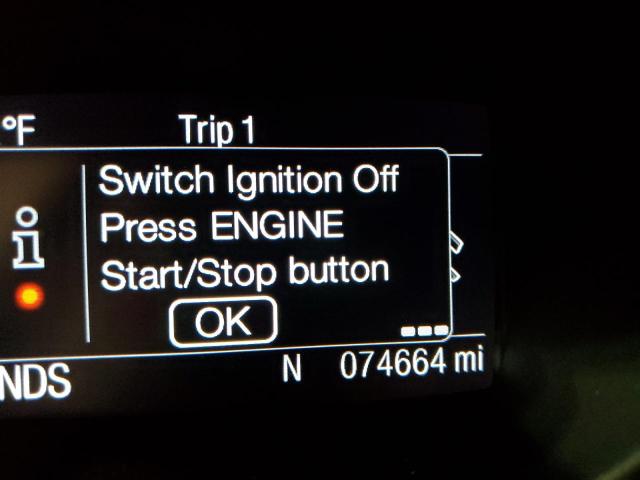 °F Trip 1
Switch Ignition Off
Press ENGINE
Start/Stop button
OK
NDS N 074664 mi